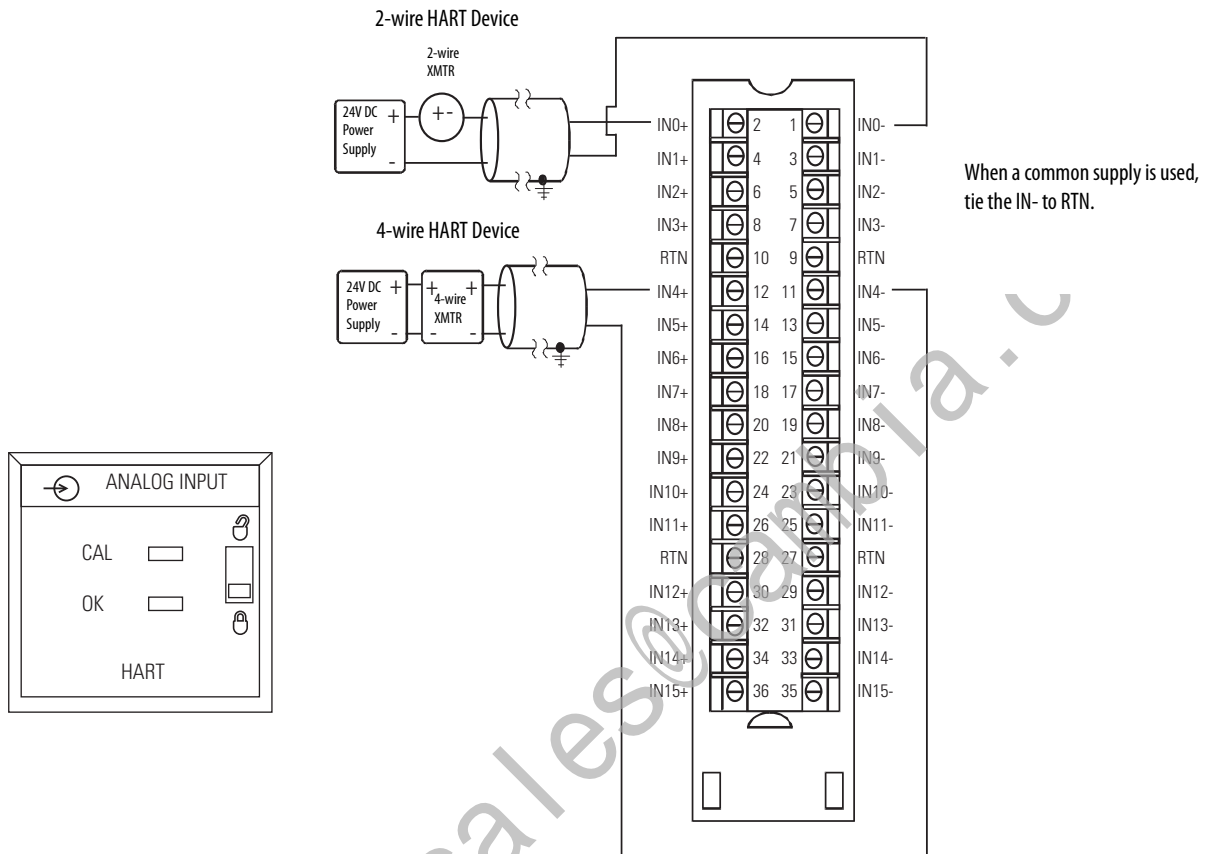 2-wire HART Device
2-wire
XMTR
24V DC
Power
Supply
+
-
+ -
4-wire HART Device
24V DC
Power
Supply
+
-
+ +
4-wire
XMTR
- -
When a common supply is used,
tie the IN- to RTN.
IN0+ 2 1 IN0-
IN1+ 4 3 IN1-
IN2+ 6 5 IN2-
IN3+ 8 7 IN3-
RTN 10 9 RTN
IN4+ 12 11 IN4-
IN5+ 14 13 IN5-
IN6+ 16 15 IN6-
IN7+ 18 17 IN7-
IN8+ 20 19 IN8-
IN9+ 22 21 IN9-
IN10+ 24 23 IN10-
IN11+ 26 25 IN11-
RTN 28 27 RTN
IN12+ 30 29 IN12-
IN13+ 32 31 IN13-
IN14+ 34 33 IN14-
IN15+ 36 35 IN15-
ANALOG INPUT
CAL
OK
HART
sales@cambia.c